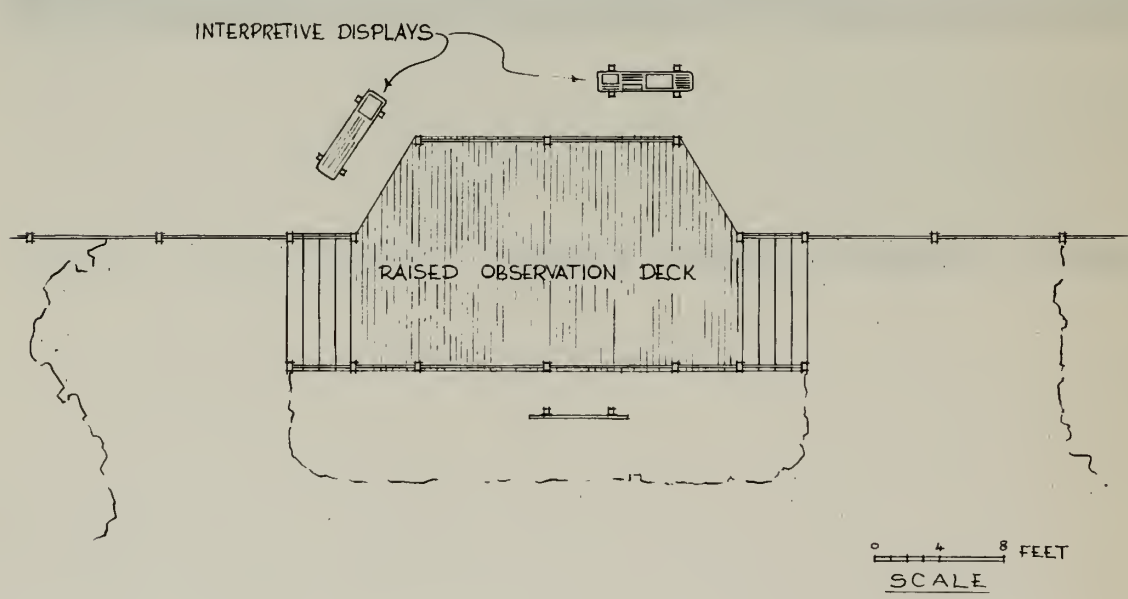 INTERPRETIVE DISPLAYS
RAISED OBSERVATION DECK
0 4 8 FEET
SCALE